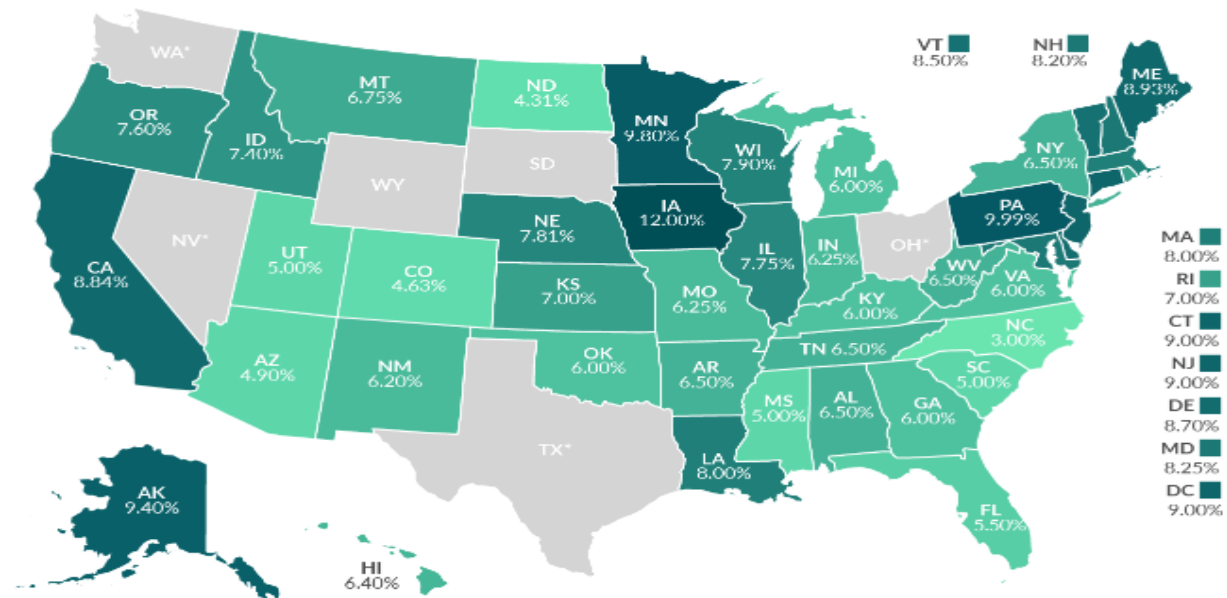 WA*
VT
8.50%
NH
8.20%
ME
8.93%
MT
6.75%
ND
4.31%
OR
7.60%
ID
7.40%
MN
9.80%
WI
7.90%
NY
6.50%
MI
6.00%
SD
WY
IA
12.00%
PA
9.99%
NE
7.81%
NV*
UT
5.00%
CO
4.63%
CA
8.84%
IL
7.75%
IN
6.25%
OH*
WV
6.50%
VA
6.00%
MA
8.00%
RI
7.00%
KS
7.00%
MO
6.25%
KY
6.00%
CT
9.00%
NC
3.00%
TN 6.50%
NJ
9.00%
AZ
4.90%
NM
6.20%
OK
6.00%
AR
6.50%
SC
5.00%
DE
8.70%
MS
5.00%
AL
6.50%
GA
6.00%
TX*
LA
8.00%
MD
8.25%
DC
9.00%
AK
9.40%
FL
5.50%
HI
6.40%